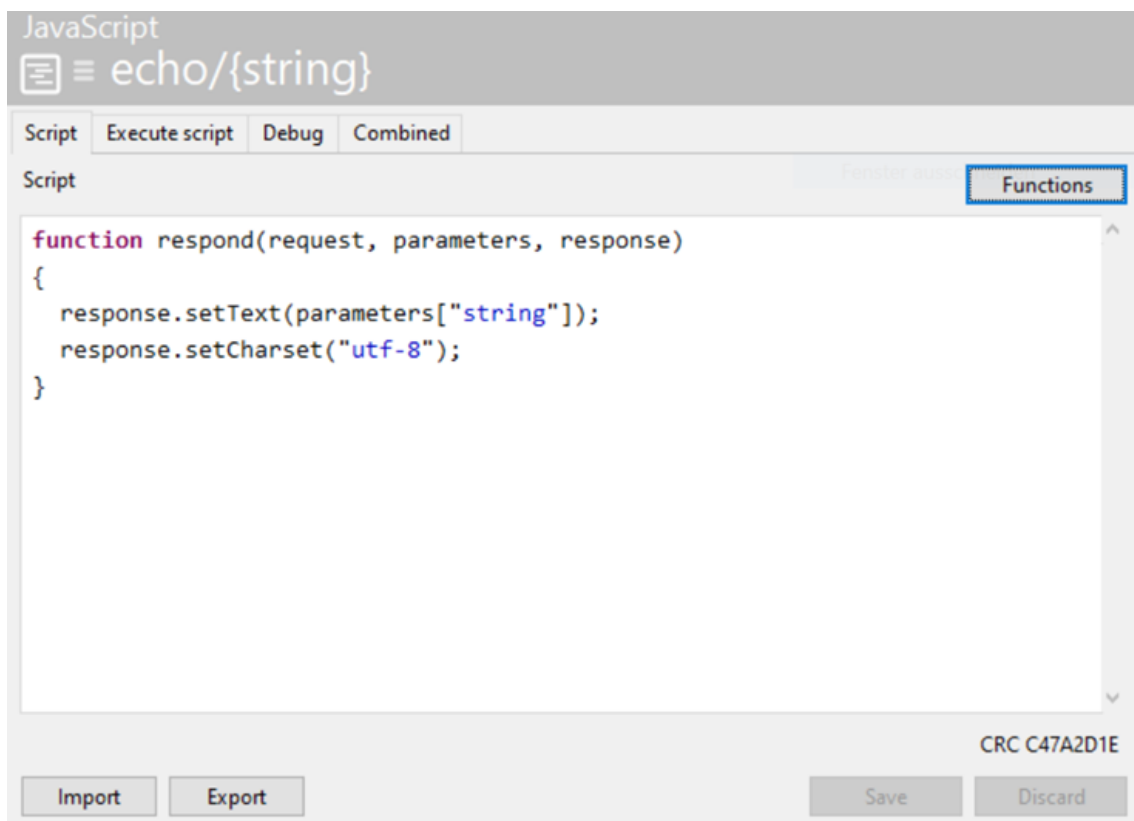 JavaScript
echo/{string}
Script Execute script Debug Combined
Script
Functions
function respond(request, parameters, response)
{
  response.setText(parameters["string"]);
  response.setCharset("utf-8");
}
CRC C47A2D1E
Import Export Save Discard